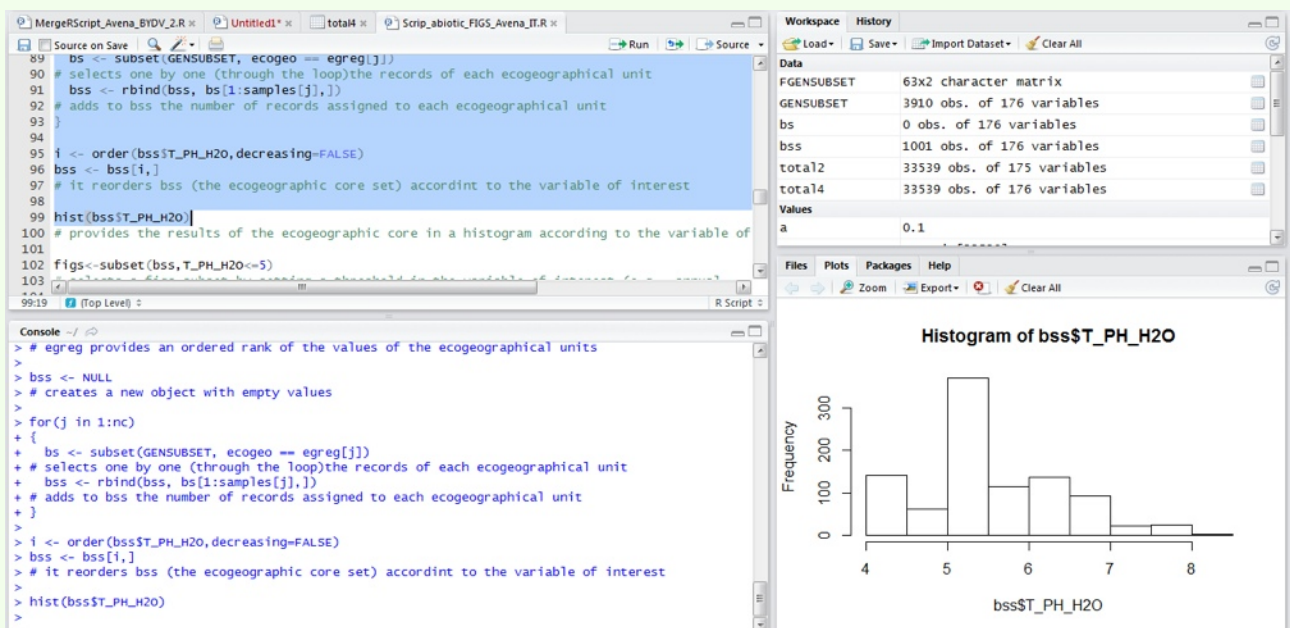 MergeRScript_Avena_BYDV_2.R
Untitled1*
total4
Scrip_abiotic_FIGS_Avena_IT.R
Source on Save
Run
Source
89 bs <- subset(GENSUBSET, ecogeo == egreg[j])
90 # selects one by one (through the loop)the records of each ecogeographical unit
91 bss <- rbind(bss, bs[1:samples[j],])
92 # adds to bss the number of records assigned to each ecogeographical unit
93 }
94
95 i <- order(bss$T_PH_H2O,decreasing=FALSE)
96 bss <- bss[i,]
97 # it reorders bss (the ecogeographic core set) accordint to the variable of interest
98
99 hist(bss$T_PH_H2O)
100 # provides the results of the ecogeographic core in a histogram according to the variable of
101
102 figs<-subset(bss,T_PH_H2O<=5)
103
99:19 (Top Level) R Script
Console ~/
> # egreg provides an ordered rank of the values of the ecogeographical units
>
> bss <- NULL
> # creates a new object with empty values
>
> for(j in 1:nc)
+ {
+ bs <- subset(GENSUBSET, ecogeo == egreg[j])
+ # selects one by one (through the loop)the records of each ecogeographical unit
+ bss <- rbind(bss, bs[1:samples[j],])
+ # adds to bss the number of records assigned to each ecogeographical unit
+ }
>
> i <- order(bss$T_PH_H2O,decreasing=FALSE)
> bss <- bss[i,]
> # it reorders bss (the ecogeographic core set) accordint to the variable of interest
>
> hist(bss$T_PH_H2O)
>
Workspace History
Load Save Import Dataset Clear All
Data
FGENSUBSET 63x2 character matrix
GENSUBSET 3910 obs. of 176 variables
bs 0 obs. of 176 variables
bss 1001 obs. of 176 variables
total2 33539 obs. of 175 variables
total4 33539 obs. of 176 variables
Values
a 0.1
Files Plots Packages Help
Zoom Export Clear All
Histogram of bss$T_PH_H2O
Frequency
300
200
100
0
4 5 6 7 8
bss$T_PH_H2O